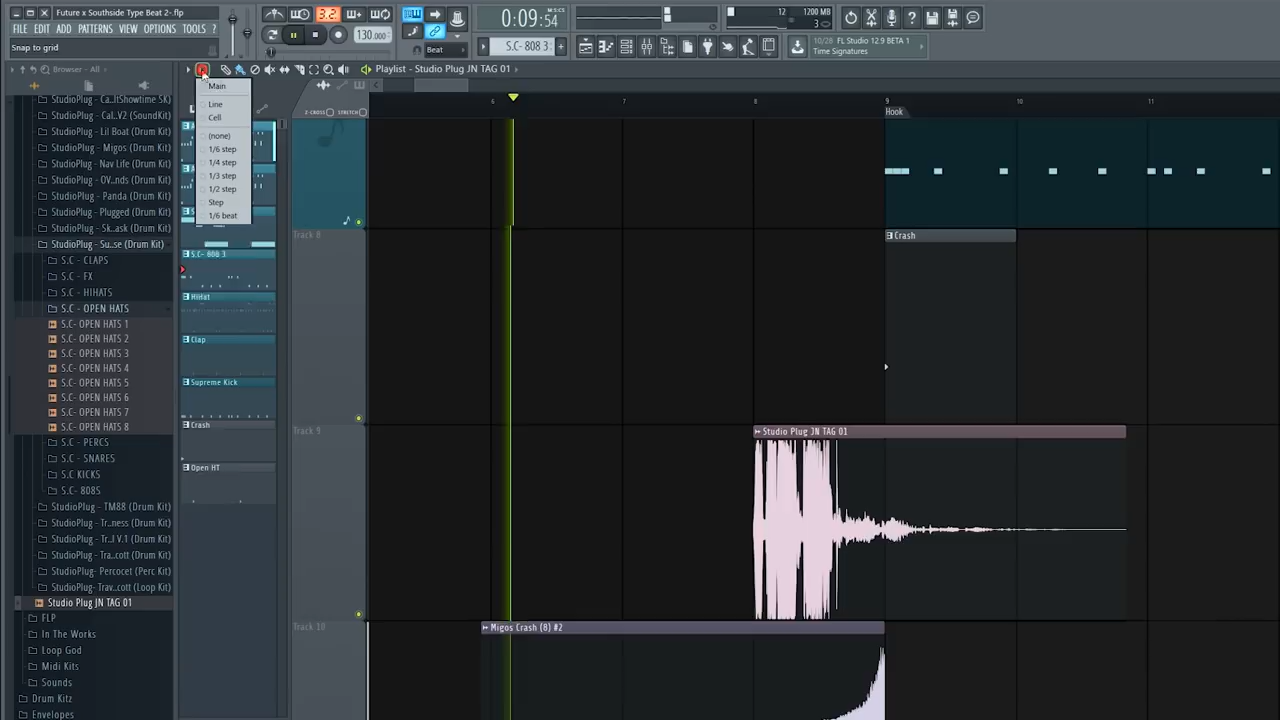 Future x Southside Type Beat 2-.flp
FILE EDIT ADD PATTERNS VIEW OPTIONS TOOLS ?
Snap to grid
3.2
130.000
Beat
0:09:54
M:S:CS
S.C- 808 3
12
1200 MB
3
10/26 FL Studio 12.9 BETA 1
Time Signatures
Browser - All
Playlist - Studio Plug JN TAG 01
Z-CROSS
STRETCH
6
7
8
9
10
11
Hook
Main
Line
Cell
(none)
1/6 step
1/4 step
1/3 step
1/2 step
Step
1/6 beat
StudioPlug - Ca..ltShowtime SK)
StudioPlug - Cal..V2 (SoundKit)
StudioPlug - Lil Boat (Drum Kit)
StudioPlug - Migos (Drum Kit)
StudioPlug - Nav Life (Drum Kit)
StudioPlug - OV..nds (Drum Kit)
StudioPlug - Panda (Drum Kit)
StudioPlug - Plugged (Drum Kit)
StudioPlug - Sk..ask (Drum Kit)
StudioPlug - Su..se (Drum Kit)
S.C - CLAPS
S.C - FX
S.C - HIHATS
S.C - OPEN HATS
S.C- OPEN HATS 1
S.C- OPEN HATS 2
S.C- OPEN HATS 3
S.C- OPEN HATS 4
S.C- OPEN HATS 5
S.C- OPEN HATS 6
S.C- OPEN HATS 7
S.C- OPEN HATS 8
S.C - PERCS
S.C - SNARES
S.C KICKS
S.C- 808S
StudioPlug - TM88 (Drum Kit)
StudioPlug - Tr..ness (Drum Kit)
StudioPlug - Tr..l V.1 (Drum Kit)
StudioPlug - Tra..cott (Drum Kit)
StudioPlug - Percocet (Perc Kit)
StudioPlug - Trav..cott (Loop Kit)
Studio Plug JN TAG 01
FLP
In The Works
Loop God
Midi Kits
Sounds
Drum Kitz
Envelopes
S.C- 808 3
HiHat
Clap
Supreme Kick
Crash
Open HT
Track 8
Crash
Track 9
Studio Plug JN TAG 01
Track 10
Migos Crash (8) #2